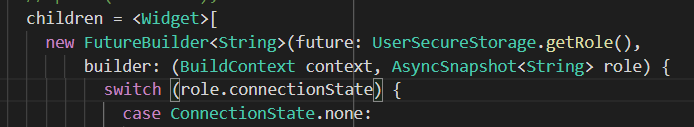 children = <Widget>[
new FutureBuilder<String>(future: UserSecureStorage.getRole(),
builder: (BuildContext context, AsyncSnapshot<String> role) {
switch (role.connectionState) {
case ConnectionState.none: